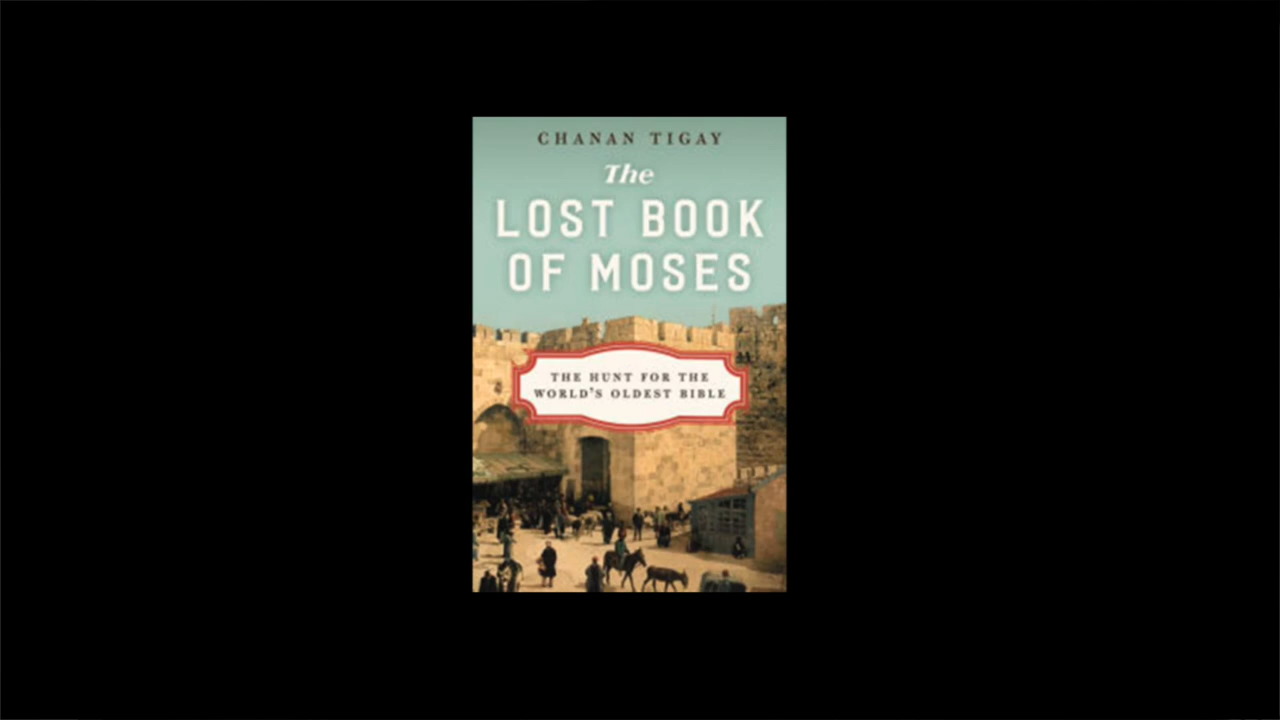 CHANAN TIGAY
The
LOST BOOK
OF MOSES
THE HUNT FOR THE
WORLD'S OLDEST BIBLE